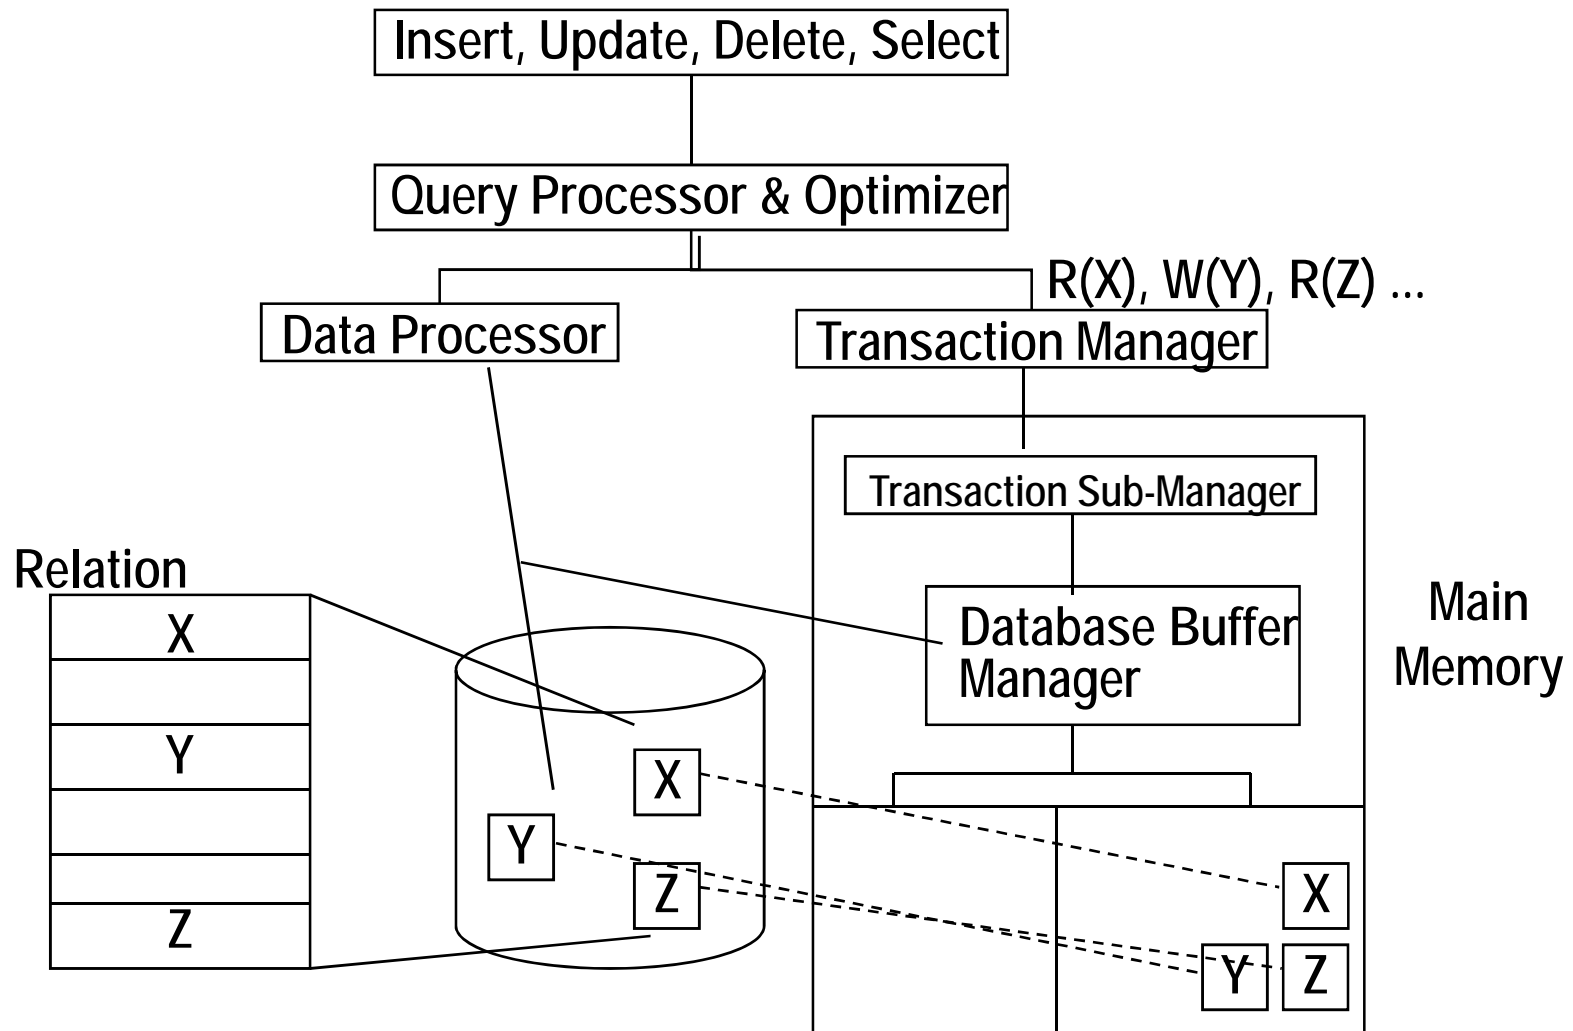 Insert, Update, Delete, Select
Query Processor & Optimizer
R(X), W(Y), R(Z) ...
Data Processor
Transaction Manager
Transaction Sub-Manager
Relation
X
Y
Z
Database Buffer
Manager
Main
Memory
X
Y
Z
X
Y
Z